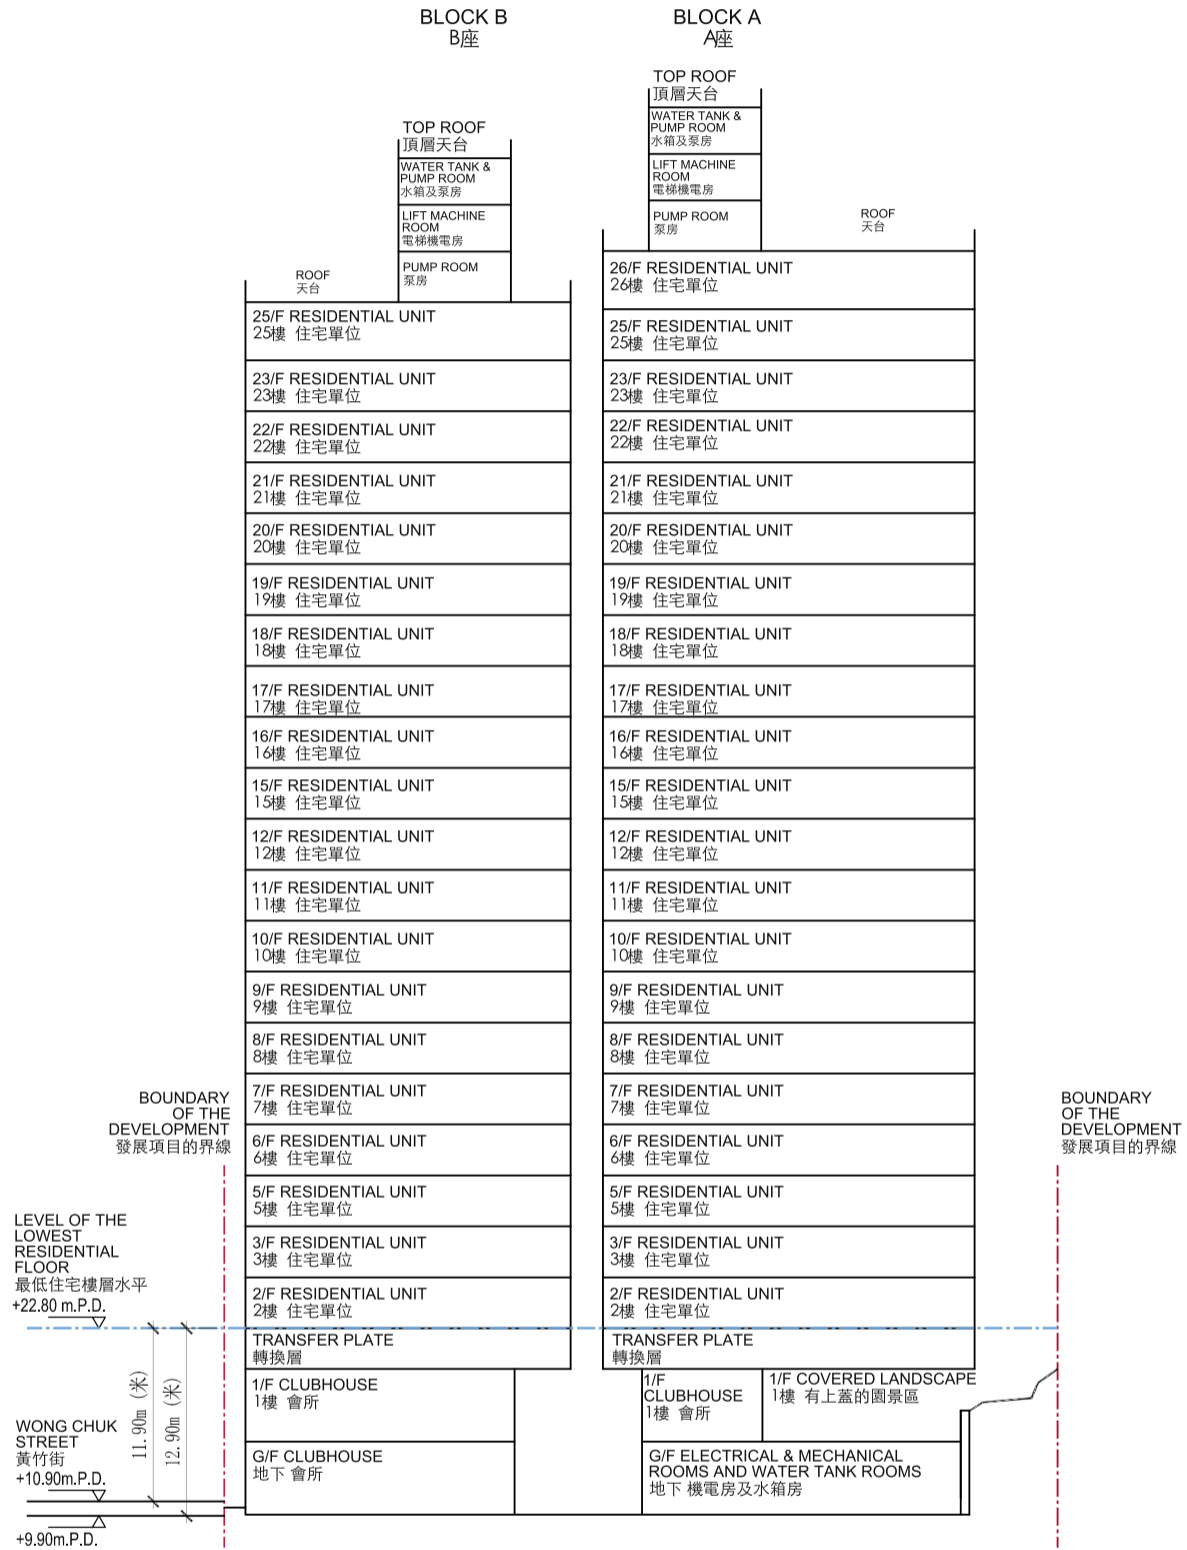 BLOCK B
B座
BLOCK A
A座
TOP ROOF
頂層天台
WATER TANK &
PUMP ROOM
水箱及泵房
LIFT MACHINE
ROOM
電梯機電房
PUMP ROOM
泵房
ROOF
天台
25/F RESIDENTIAL UNIT
25樓 住宅單位
23/F RESIDENTIAL UNIT
23樓 住宅單位
22/F RESIDENTIAL UNIT
22樓 住宅單位
21/F RESIDENTIAL UNIT
21樓 住宅單位
20/F RESIDENTIAL UNIT
20樓 住宅單位
19/F RESIDENTIAL UNIT
19樓 住宅單位
18/F RESIDENTIAL UNIT
18樓 住宅單位
17/F RESIDENTIAL UNIT
17樓 住宅單位
16/F RESIDENTIAL UNIT
16樓 住宅單位
15/F RESIDENTIAL UNIT
15樓 住宅單位
12/F RESIDENTIAL UNIT
12樓 住宅單位
11/F RESIDENTIAL UNIT
11樓 住宅單位
10/F RESIDENTIAL UNIT
10樓 住宅單位
9/F RESIDENTIAL UNIT
9樓 住宅單位
8/F RESIDENTIAL UNIT
8樓 住宅單位
7/F RESIDENTIAL UNIT
7樓 住宅單位
6/F RESIDENTIAL UNIT
6樓 住宅單位
5/F RESIDENTIAL UNIT
5樓 住宅單位
3/F RESIDENTIAL UNIT
3樓 住宅單位
2/F RESIDENTIAL UNIT
2樓 住宅單位
TRANSFER PLATE
轉換層
1/F CLUBHOUSE
1樓 會所
G/F CLUBHOUSE
地下 會所
TOP ROOF
頂層天台
WATER TANK &
PUMP ROOM
水箱及泵房
LIFT MACHINE
ROOM
電梯機電房
PUMP ROOM
泵房
ROOF
天台
26/F RESIDENTIAL UNIT
26樓 住宅單位
25/F RESIDENTIAL UNIT
25樓 住宅單位
23/F RESIDENTIAL UNIT
23樓 住宅單位
22/F RESIDENTIAL UNIT
22樓 住宅單位
21/F RESIDENTIAL UNIT
21樓 住宅單位
20/F RESIDENTIAL UNIT
20樓 住宅單位
19/F RESIDENTIAL UNIT
19樓 住宅單位
18/F RESIDENTIAL UNIT
18樓 住宅單位
17/F RESIDENTIAL UNIT
17樓 住宅單位
16/F RESIDENTIAL UNIT
16樓 住宅單位
15/F RESIDENTIAL UNIT
15樓 住宅單位
12/F RESIDENTIAL UNIT
12樓 住宅單位
11/F RESIDENTIAL UNIT
11樓 住宅單位
10/F RESIDENTIAL UNIT
10樓 住宅單位
9/F RESIDENTIAL UNIT
9樓 住宅單位
8/F RESIDENTIAL UNIT
8樓 住宅單位
7/F RESIDENTIAL UNIT
7樓 住宅單位
6/F RESIDENTIAL UNIT
6樓 住宅單位
5/F RESIDENTIAL UNIT
5樓 住宅單位
3/F RESIDENTIAL UNIT
3樓 住宅單位
2/F RESIDENTIAL UNIT
2樓 住宅單位
TRANSFER PLATE
轉換層
1/F
CLUBHOUSE
1樓 會所
1/F COVERED LANDSCAPE
1樓 有上蓋的園景區
G/F ELECTRICAL & MECHANICAL
ROOMS AND WATER TANK ROOMS
地下 機電房及水箱房
BOUNDARY
OF THE
DEVELOPMENT
發展項目的界線
BOUNDARY
OF THE
DEVELOPMENT
發展項目的界線
LEVEL OF THE
LOWEST
RESIDENTIAL
FLOOR
最低住宅樓層水平
+22.80 m.P.D.
11.90m (米)
12.90m (米)
WONG CHUK
STREET
黃竹街
+10.90m.P.D.
+9.90m.P.D.